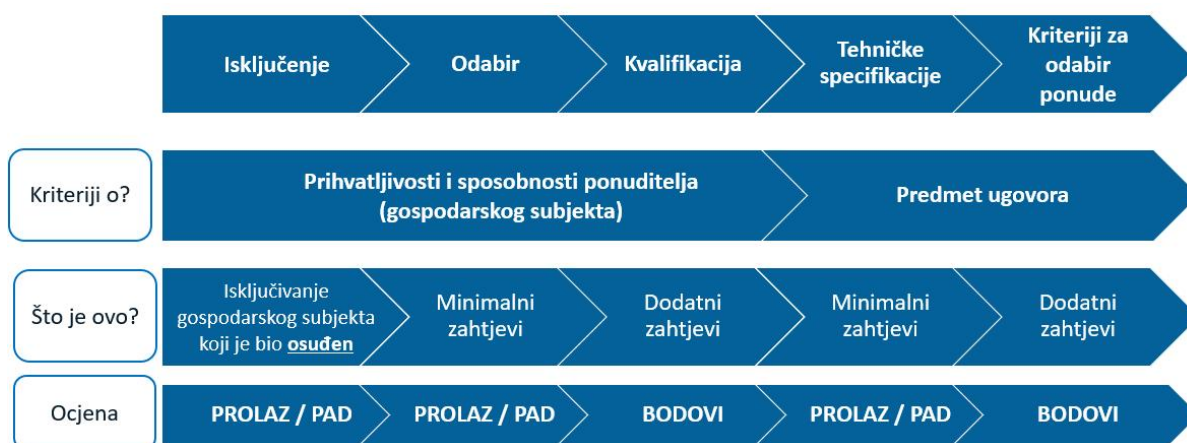 Isključenje
Odabir
Kvalifikacija
Tehničke
specifikacije
Kriteriji za
odabir
ponude
Kriteriji o?
Prihvatljivosti i sposobnosti ponuditelja
(gospodarskog subjekta)
Predmet ugovora
Što je ovo?
Isključivanje
gospodarskog subjekta
koji je bio osuđen
Minimalni
zahtjevi
Dodatni
zahtjevi
Minimalni
zahtjevi
Dodatni
zahtjevi
Ocjena
PROLAZ / PAD
PROLAZ / PAD
BODOVI
PROLAZ / PAD
BODOVI